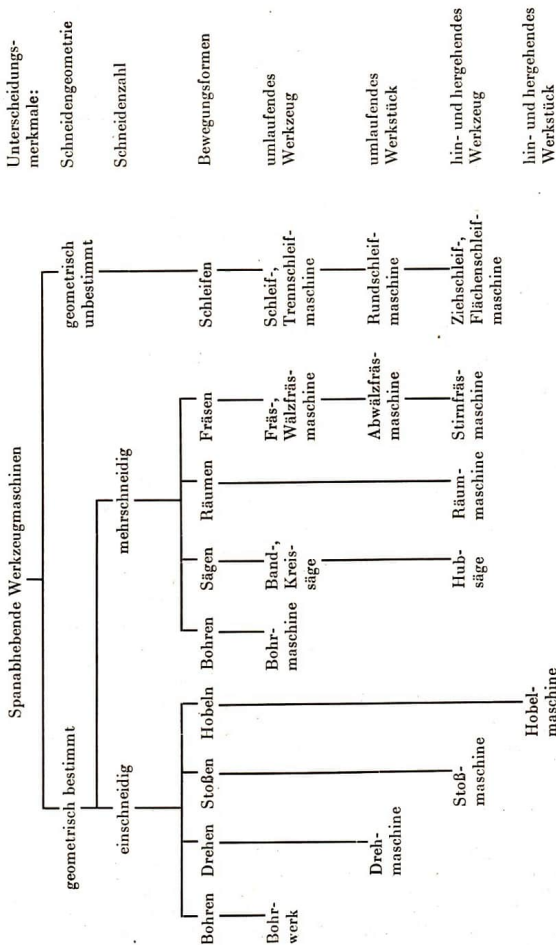 Spanabhebende Werkzeugmaschinen
Unterscheidungs-
merkmale:
geometrisch bestimmt
geometrisch
unbestimmt
Schneidengeometrie
einschneidig
mehrschneidig
Schneidenzahl
Bohren
Drehen
Stoßen
Hobeln
Bohren
Sägen
Räumen
Fräsen
Schleifen
Bewegungsformen
Bohr-
werk
Bohr-
maschine
Band-,
Kreis-
säge
Fräs-,
Wälzfräs-
maschine
Schleif-,
Trennschleif-
maschine
umlaufendes
Werkzeug
Dreh-
maschine
Abwälzfräs-
maschine
Rundschleif-
maschine
umlaufendes
Werkstück
Stoß-
maschine
Hub-
säge
Räum-
maschine
Stirnfräs-
maschine
Ziehschleif-,
Flächenschleif-
maschine
hin- und hergehendes
Werkzeug
Hobel-
maschine
hin- und hergehendes
Werkstück